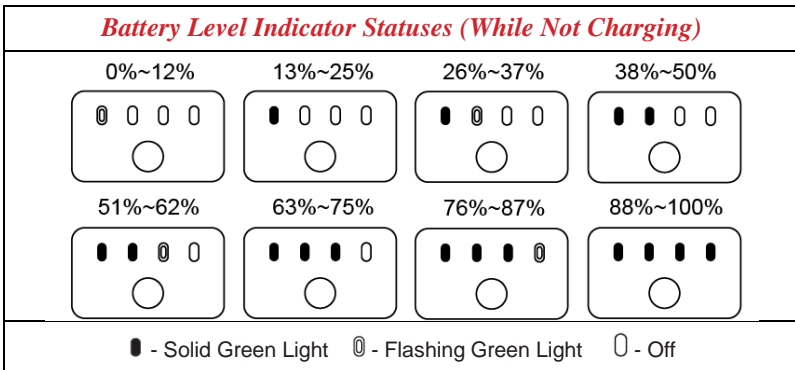 Battery Level Indicator Statuses (While Not Charging)
0%~12% 13%~25% 26%~37% 38%~50%
51%~62% 63%~75% 76%~87% 88%~100%
- Solid Green Light - Flashing Green Light - Off